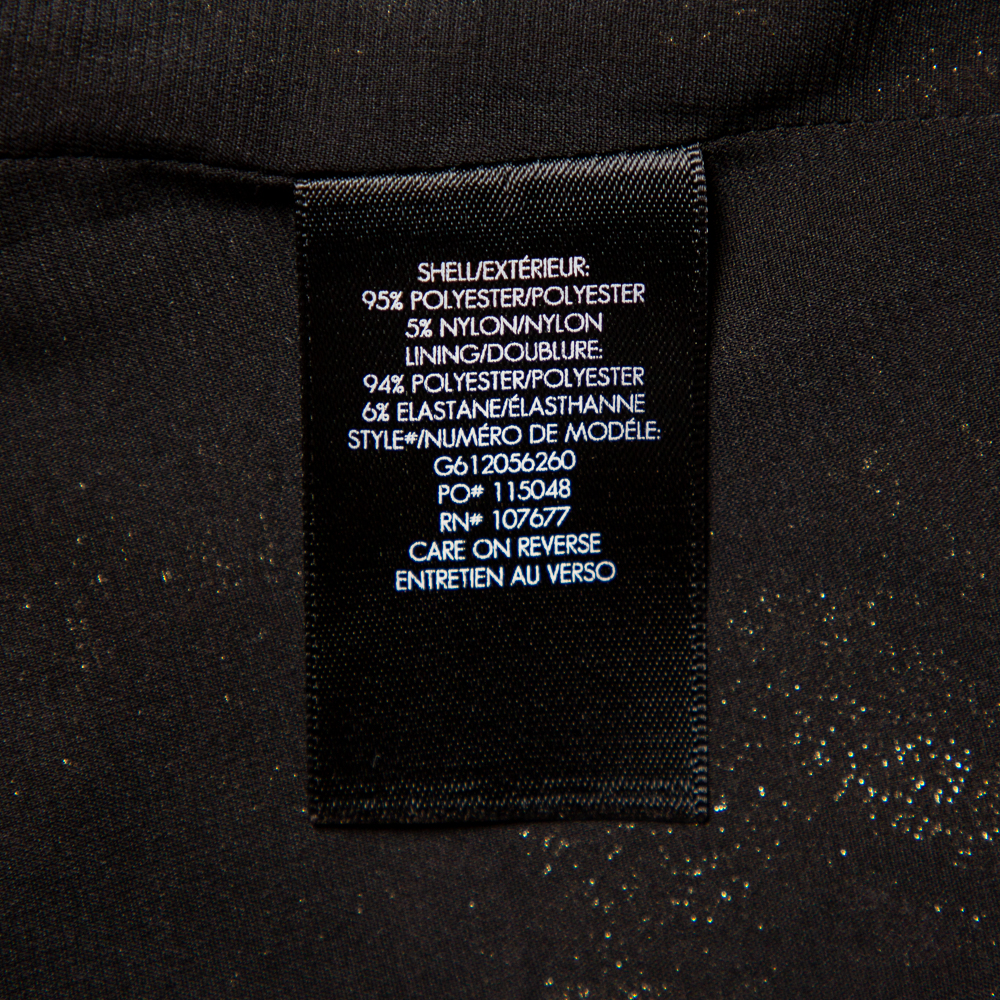 SHELL/EXTÉRIEUR:
95% POLYESTER/POLYESTER
5% NYLON/NYLON
LINING/DOUBLURE:
94% POLYESTER/POLYESTER
6% ELASTANE/ÉLASTHANNE
STYLE#/NUMÉRO DE MODÉLE:
G612056260
PO# 115048
RN# 107677
CARE ON REVERSE
ENTRETIEN AU VERSO